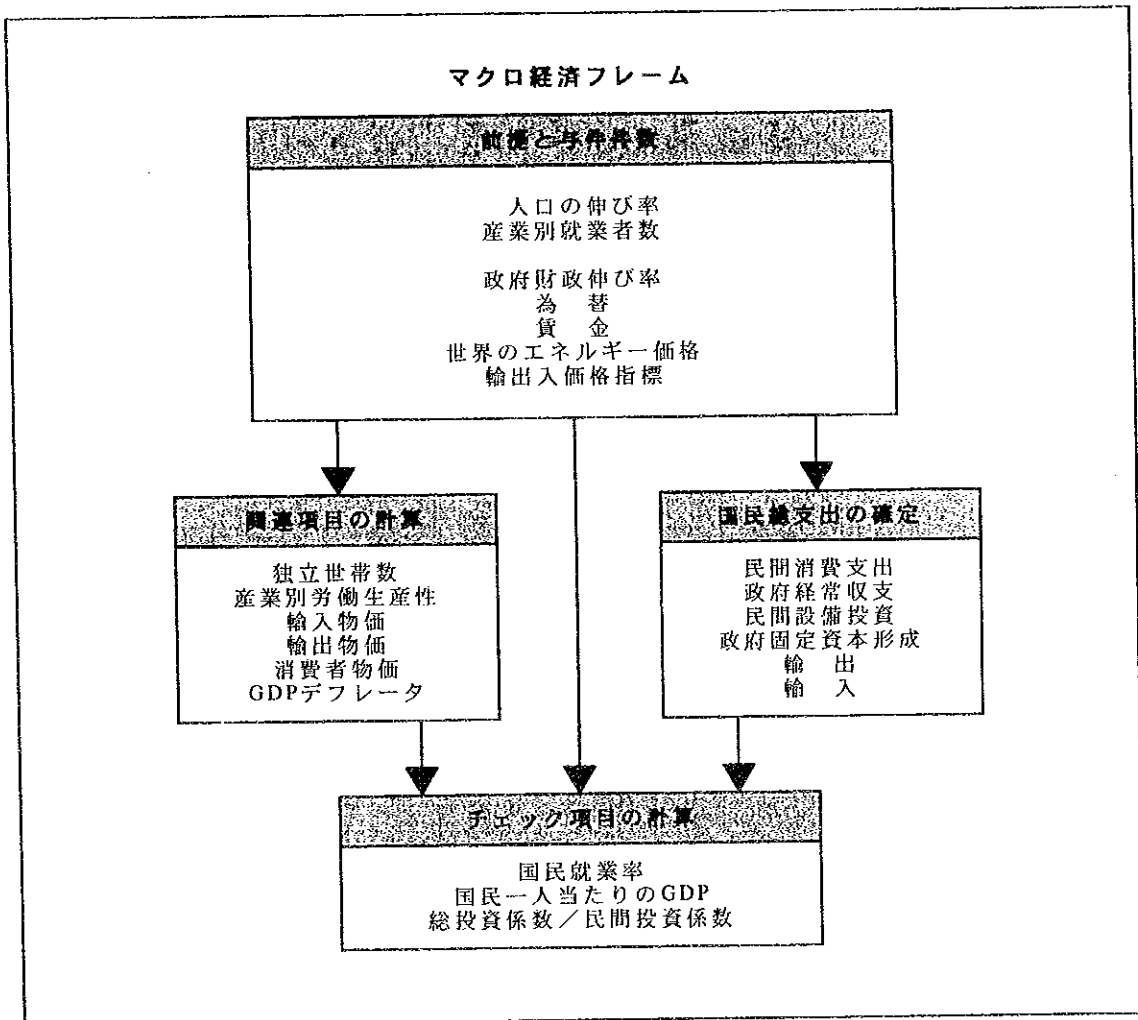 マクロ経済フレーム
前提と与件件数
人口の伸び率
産業別就業者数
政府財政伸び率
為　替
賃　金
世界のエネルギー価格
輸出入価格指標
関連項目の計算
独立世帯数
産業別労働生産性
輸入物価
輸出物価
消費者物価
GDPデフレータ
国民総支出の確定
民間消費支出
政府経常収支
民間設備投資
政府固定資本形成
輸　出
輸　入
チェック項目の計算
国民就業率
国民一人当たりのGDP
総投資係数／民間投資係数